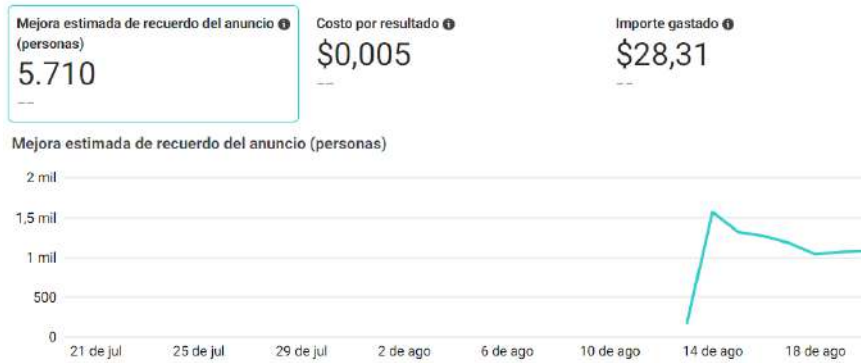 Mejora estimada de recuerdo del anuncio
(personas)
5.710
--
Costo por resultado
$0,005
--
Importe gastado
$28,31
--
Mejora estimada de recuerdo del anuncio (personas)
2 mil
1,5 mil
1 mil
500
0
21 de jul 25 de jul 29 de jul 2 de ago 6 de ago 10 de ago 14 de ago 18 de ago